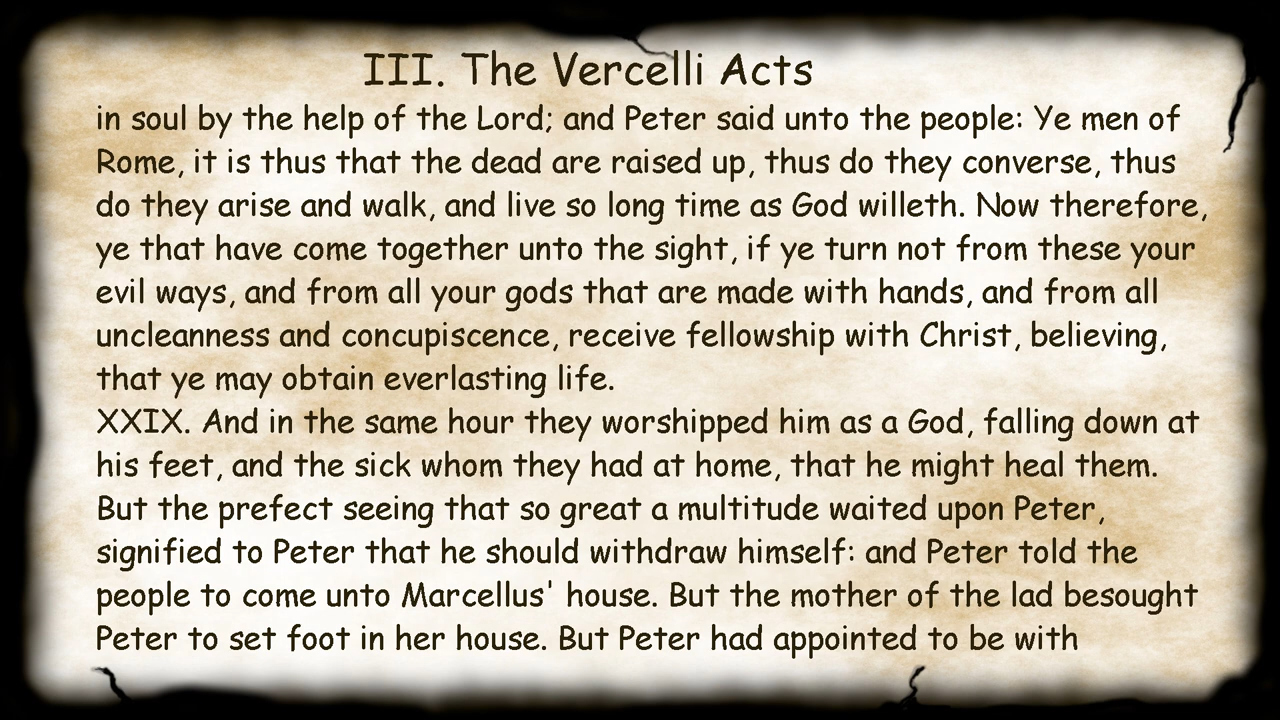 III. The Vercelli Acts
in soul by the help of the Lord; and Peter said unto the people: Ye men of
Rome, it is thus that the dead are raised up, thus do they converse, thus
do they arise and walk, and live so long time as God willeth. Now therefore,
ye that have come together unto the sight, if ye turn not from these your
evil ways, and from all your gods that are made with hands, and from all
uncleanness and concupiscence, receive fellowship with Christ, believing,
that ye may obtain everlasting life.
XXIX. And in the same hour they worshipped him as a God, falling down at
his feet, and the sick whom they had at home, that he might heal them.
But the prefect seeing that so great a multitude waited upon Peter,
signified to Peter that he should withdraw himself: and Peter told the
people to come unto Marcellus' house. But the mother of the lad besought
Peter to set foot in her house. But Peter had appointed to be with